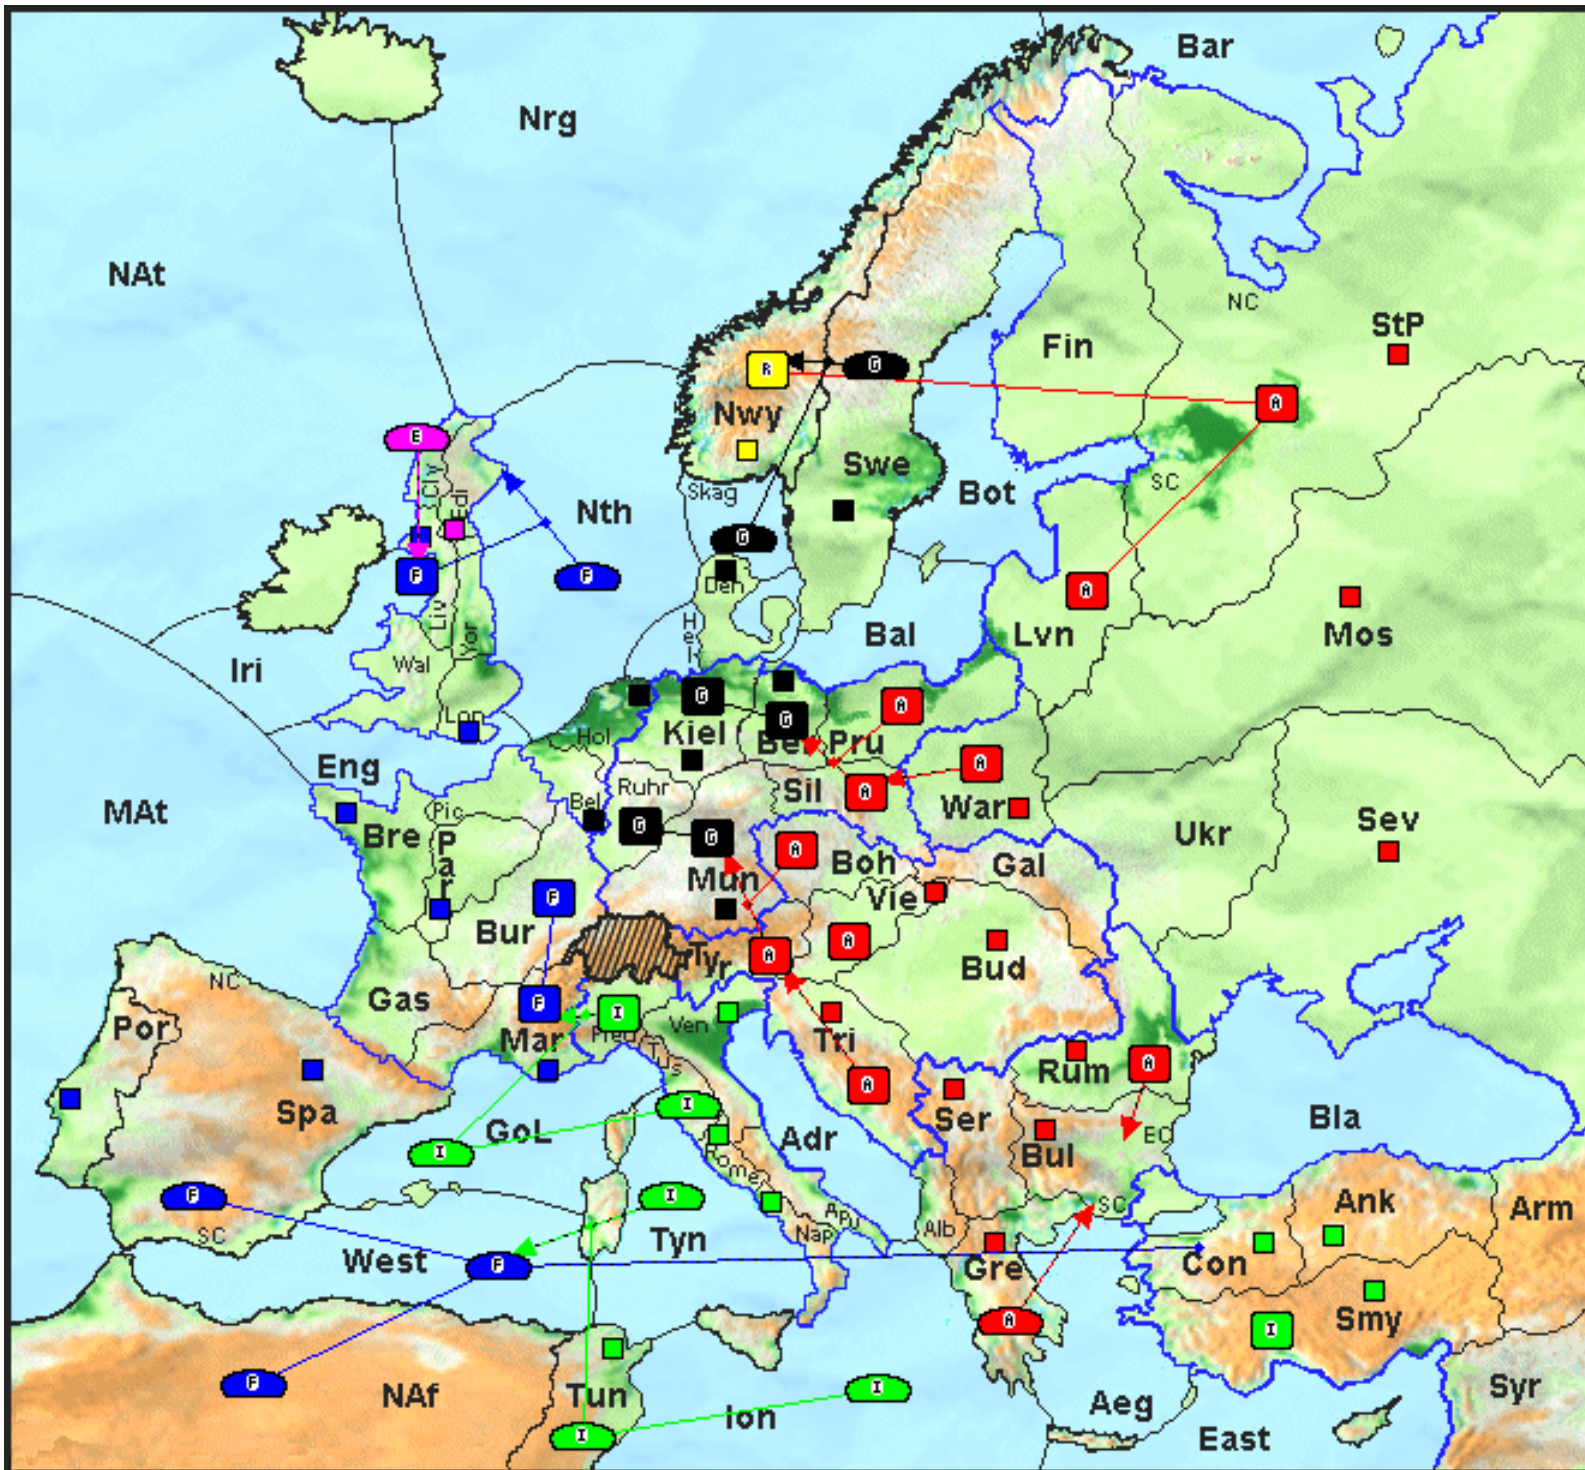 Bar
Nrg
NAt
NC
StP
Fin
R
G
A
Nwy
E
Swe
Cly
Edi
SC
Skag
Bot
Nth
G
Den
F
F
A
Hel
Liv
Yor
Bal
Lvn
Mos
Iri
Wal
G
A
Lon
G
Hol
Kiel
Ber
Pru
Eng
A
Ruhr
Sil
A
War
MAt
Pic
Bel
Bre
G
G
A
Ukr
Sev
Par
Boh
Gal
Mun
F
Vie
Bur
A
Tyr
A
Bud
NC
Gas
F
I
Por
Mar
Pied
Ven
Tri
Tus
Rum
A
A
Spa
Ser
I
GoL
Adr
Bul
EC
Bla
I
Rome
F
I
Ank
SC
Apu
SC
Arm
Nap
Alb
West
Tyn
F
Gre
Con
A
Smy
I
F
NAf
Tun
I
Ion
Aeg
Syr
I
East